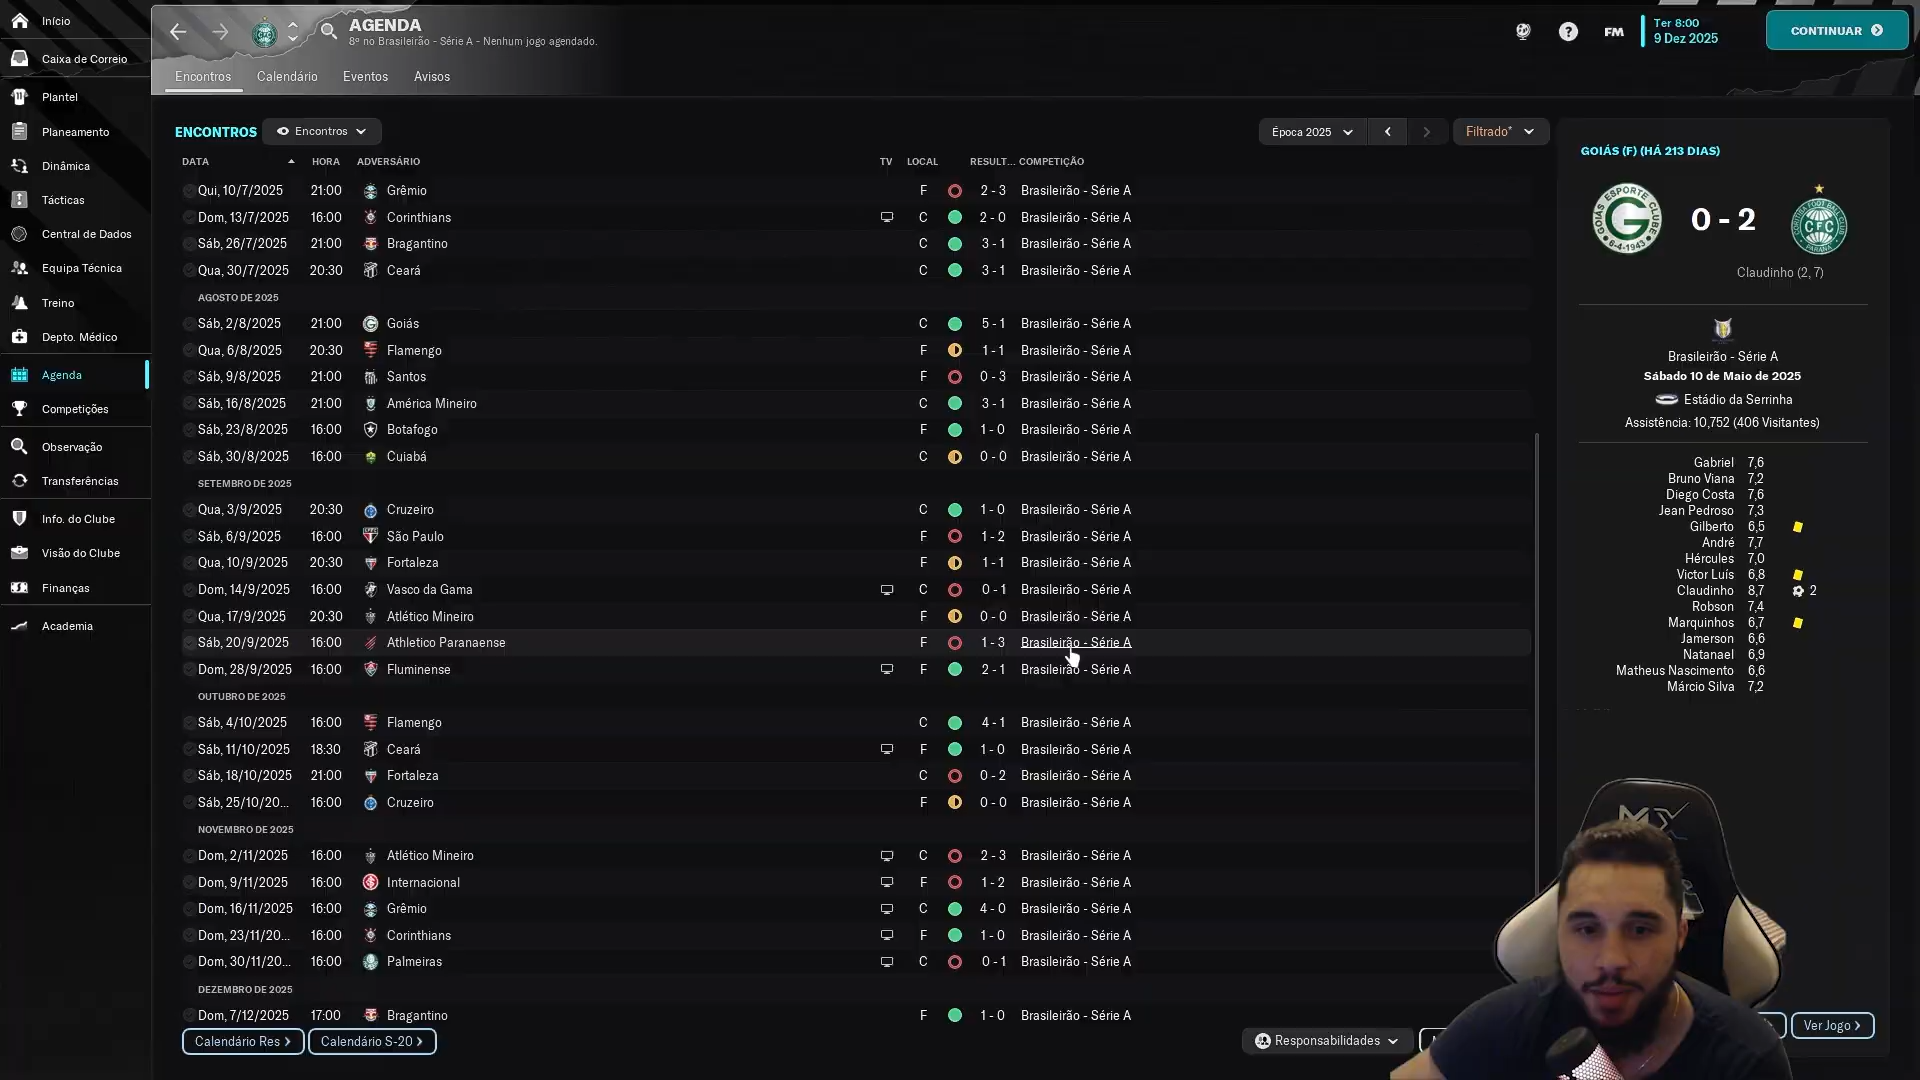 Início
Caixa de Correio
Plantel
Planeamento
Dinâmica
Tácticas
Central de Dados
Equipa Técnica
Treino
Depto. Médico
Agenda
Competições
Observação
Transferências
Info. do Clube
Visão do Clube
Finanças
Academia
AGENDA
8º no Brasileirão - Série A - Nenhum jogo agendado.
FM
Ter 8:00
9 Dez 2025
CONTINUAR
Encontros Calendário Eventos Avisos
ENCONTROS Encontros Época 2025 Filtrado*
DATA HORA ADVERSÁRIO TV LOCAL RESULT... COMPETIÇÃO
Qui, 10/7/2025 21:00 Grêmio F 2 - 3 Brasileirão - Série A
Dom, 13/7/2025 16:00 Corinthians C 2 - 0 Brasileirão - Série A
Sáb, 26/7/2025 21:00 Bragantino C 3 - 1 Brasileirão - Série A
Qua, 30/7/2025 20:30 Ceará C 3 - 1 Brasileirão - Série A
AGOSTO DE 2025
Sáb, 2/8/2025 21:00 Goiás C 5 - 1 Brasileirão - Série A
Qua, 6/8/2025 20:30 Flamengo F 1 - 1 Brasileirão - Série A
Sáb, 9/8/2025 21:00 Santos F 0 - 3 Brasileirão - Série A
Sáb, 16/8/2025 21:00 América Mineiro C 3 - 1 Brasileirão - Série A
Sáb, 23/8/2025 16:00 Botafogo F 1 - 0 Brasileirão - Série A
Sáb, 30/8/2025 16:00 Cuiabá C 0 - 0 Brasileirão - Série A
SETEMBRO DE 2025
Qua, 3/9/2025 20:30 Cruzeiro C 1 - 0 Brasileirão - Série A
Sáb, 6/9/2025 16:00 São Paulo F 1 - 2 Brasileirão - Série A
Qua, 10/9/2025 20:30 Fortaleza F 1 - 1 Brasileirão - Série A
Dom, 14/9/2025 16:00 Vasco da Gama C 0 - 1 Brasileirão - Série A
Qua, 17/9/2025 20:30 Atlético Mineiro F 0 - 0 Brasileirão - Série A
Sáb, 20/9/2025 16:00 Athletico Paranaense F 1 - 3 Brasileirão - Série A
Dom, 28/9/2025 16:00 Fluminense F 2 - 1 Brasileirão - Série A
OUTUBRO DE 2025
Sáb, 4/10/2025 16:00 Flamengo C 4 - 1 Brasileirão - Série A
Sáb, 11/10/2025 18:30 Ceará F 1 - 0 Brasileirão - Série A
Sáb, 18/10/2025 21:00 Fortaleza C 0 - 2 Brasileirão - Série A
Sáb, 25/10/20... 16:00 Cruzeiro F 0 - 0 Brasileirão - Série A
NOVEMBRO DE 2025
Dom, 2/11/2025 16:00 Atlético Mineiro C 2 - 3 Brasileirão - Série A
Dom, 9/11/2025 16:00 Internacional F 1 - 2 Brasileirão - Série A
Dom, 16/11/2025 16:00 Grêmio C 4 - 0 Brasileirão - Série A
Dom, 23/11/20... 16:00 Corinthians F 1 - 0 Brasileirão - Série A
Dom, 30/11/20... 16:00 Palmeiras C 0 - 1 Brasileirão - Série A
DEZEMBRO DE 2025
Dom, 7/12/2025 17:00 Bragantino F 1 - 0 Brasileirão - Série A
Calendário Res Calendário S-20 Responsabilidades
GOIÁS (F) (HÁ 213 DIAS)
GOIÁS ESPORTE CLUBE
6-4-1943
0 - 2
CFC
Claudinho (2, 7)
Brasileirão - Série A
Sábado 10 de Maio de 2025
Estádio da Serrinha
Assistência: 10,752 (406 Visitantes)
Gabriel 7,6
Bruno Viana 7,2
Diego Costa 7,6
Jean Pedroso 7,3
Gilberto 6,5
André 7,7
Hércules 7,0
Victor Luís 6,8
Claudinho 8,7 2
Robson 7,4
Marquinhos 6,7
Jamerson 6,6
Natanael 6,9
Matheus Nascimento 6,6
Márcio Silva 7,2
Ver Jogo